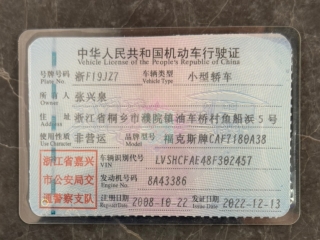 中华人民共和国机动车行驶证
Vehicle License of the People's Republic of China
号牌号码 浙F19JZ7 车辆类型 小型轿车
Plate No. Vehicle Type
所有人 张兴泉
Owner
住址 浙江省桐乡市濮院镇油车桥村鱼船浜5号
Address
使用性质 非营运 品牌型号 福克斯牌CAF7180A38
Use Character Model
浙江省嘉兴 车辆识别代号 LVSHCFAE48F302457
VIN
市公安局交 发动机号码 8A43386
Engine No.
通警察支队 注册日期 2008-10-22 发证日期 2022-12-13
Register Date Issue Date